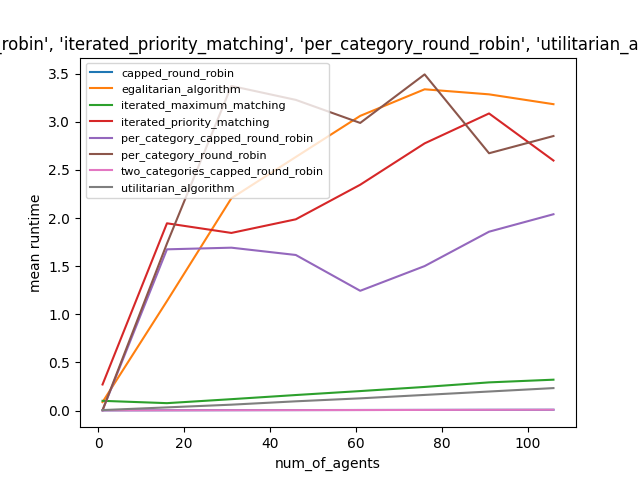 _robin', 'iterated_priority_matching', 'per_category_round_robin', 'utilitarian_a
capped_round_robin
egalitarian_algorithm
iterated_maximum_matching
iterated_priority_matching
per_category_capped_round_robin
per_category_round_robin
two_categories_capped_round_robin
utilitarian_algorithm
3.5
3.0
2.5
2.0
1.5
1.0
0.5
0.0
mean runtime
0 20 40 60 80 100
num_of_agents